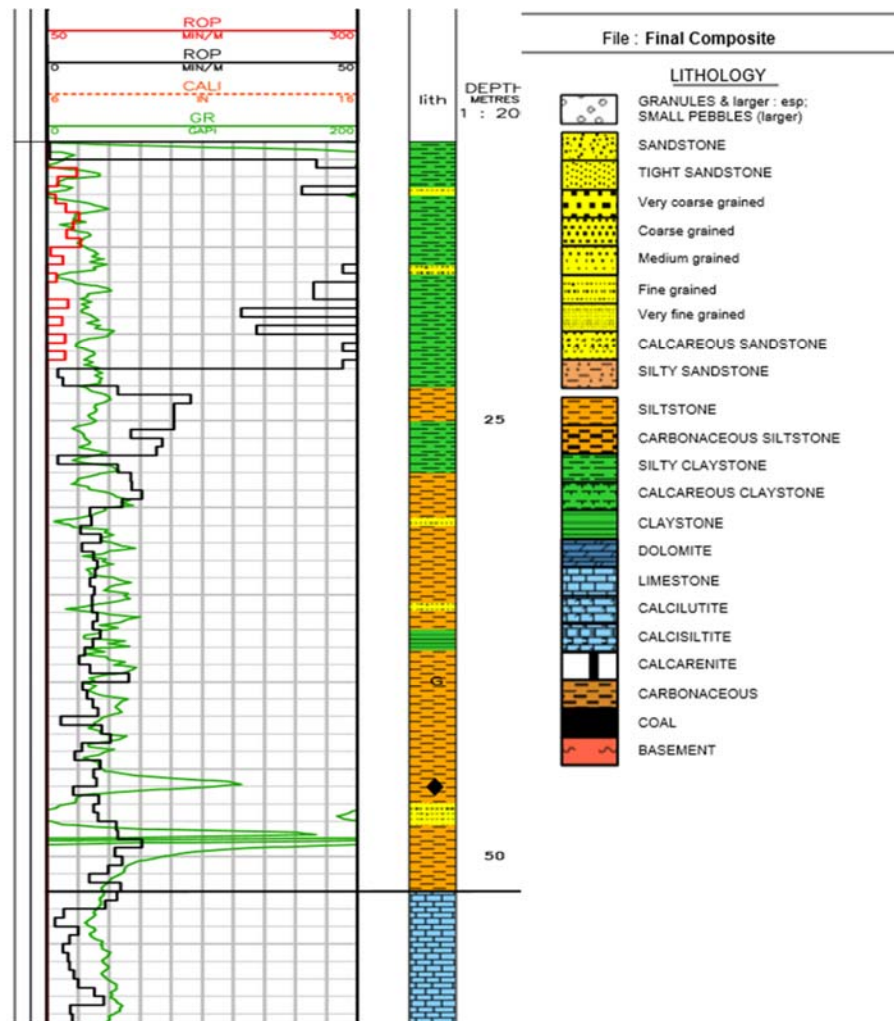 ROP
50 MIN/M 300
ROP
0 MIN/M 50
CALI
6 IN 16
GR
0 GAPI 200
lith
DEPTH
METRES
1 : 20
25
G
50
File : Final Composite
LITHOLOGY
GRANULES & larger : esp;
SMALL PEBBLES (larger)
SANDSTONE
TIGHT SANDSTONE
Very coarse grained
Coarse grained
Medium grained
Fine grained
Very fine grained
CALCAREOUS SANDSTONE
SILTY SANDSTONE
SILTSTONE
CARBONACEOUS SILTSTONE
SILTY CLAYSTONE
CALCAREOUS CLAYSTONE
CLAYSTONE
DOLOMITE
LIMESTONE
CALCILUTITE
CALCISILTITE
CALCARENITE
CARBONACEOUS
COAL
BASEMENT